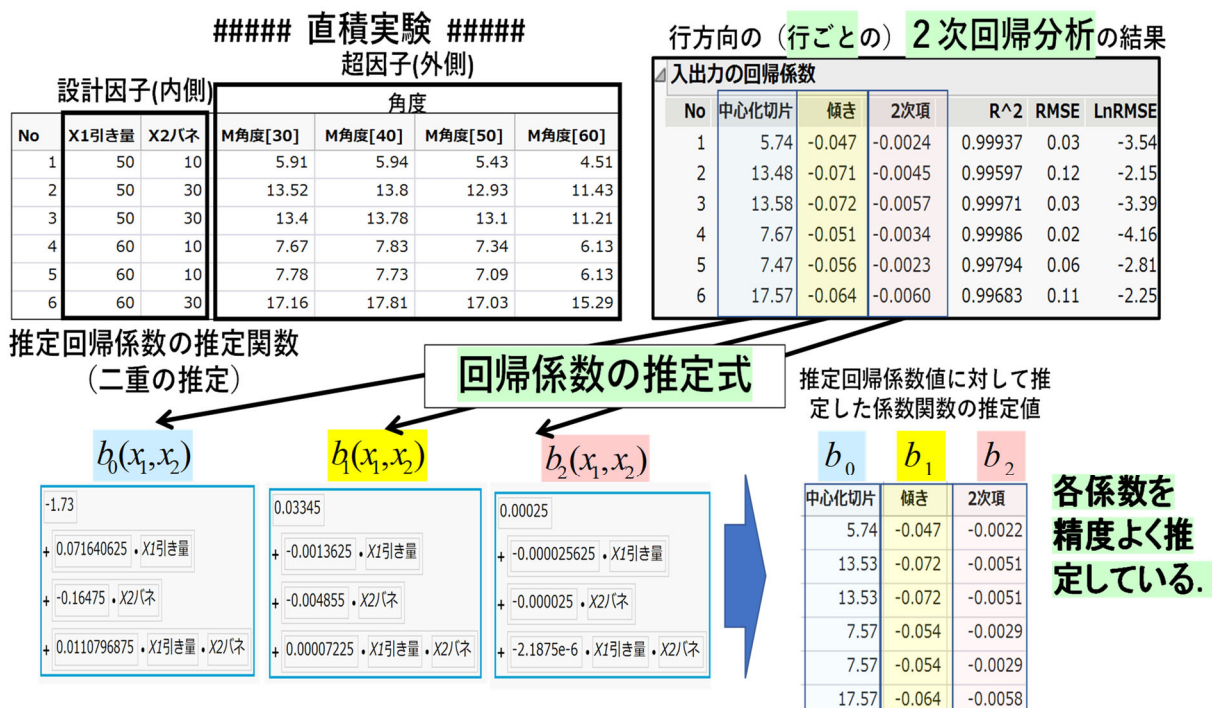 ##### 直積実験 #####
超因子(外側)
設計因子(内側)
角度
No X1引き量 X2バネ M角度[30] M角度[40] M角度[50] M角度[60]
1 50 10 5.91 5.94 5.43 4.51
2 50 30 13.52 13.8 12.93 11.43
3 50 30 13.4 13.78 13.1 11.21
4 60 10 7.67 7.83 7.34 6.13
5 60 10 7.78 7.73 7.09 6.13
6 60 30 17.16 17.81 17.03 15.29
行方向の（行ごとの）２次回帰分析の結果
入出力の回帰係数
No 中心化切片 傾き 2次項 R^2 RMSE LnRMSE
1 5.74 -0.047 -0.0024 0.99937 0.03 -3.54
2 13.48 -0.071 -0.0045 0.99597 0.12 -2.15
3 13.58 -0.072 -0.0057 0.99971 0.03 -3.39
4 7.67 -0.051 -0.0034 0.99986 0.02 -4.16
5 7.47 -0.056 -0.0023 0.99794 0.06 -2.81
6 17.57 -0.064 -0.0060 0.99683 0.11 -2.25
推定回帰係数の推定関数
（二重の推定）
回帰係数の推定式
b₀(x₁,x₂)
-1.73
+ 0.071640625 • X1引き量
+ -0.16475 • X2バネ
+ 0.0110796875 • X1引き量 • X2バネ
b₁(x₁,x₂)
0.03345
+ -0.0013625 • X1引き量
+ -0.004855 • X2バネ
+ 0.00007225 • X1引き量 • X2バネ
b₂(x₁,x₂)
0.00025
+ -0.000025625 • X1引き量
+ -0.000025 • X2バネ
+ -2.1875e-6 • X1引き量 • X2バネ
推定回帰係数値に対して推
定した係数関数の推定値
b₀ b₁ b₂
中心化切片 傾き 2次項
5.74 -0.047 -0.0022
13.53 -0.072 -0.0051
13.53 -0.072 -0.0051
7.57 -0.054 -0.0029
7.57 -0.054 -0.0029
17.57 -0.064 -0.0058
各係数を
精度よく推
定している.